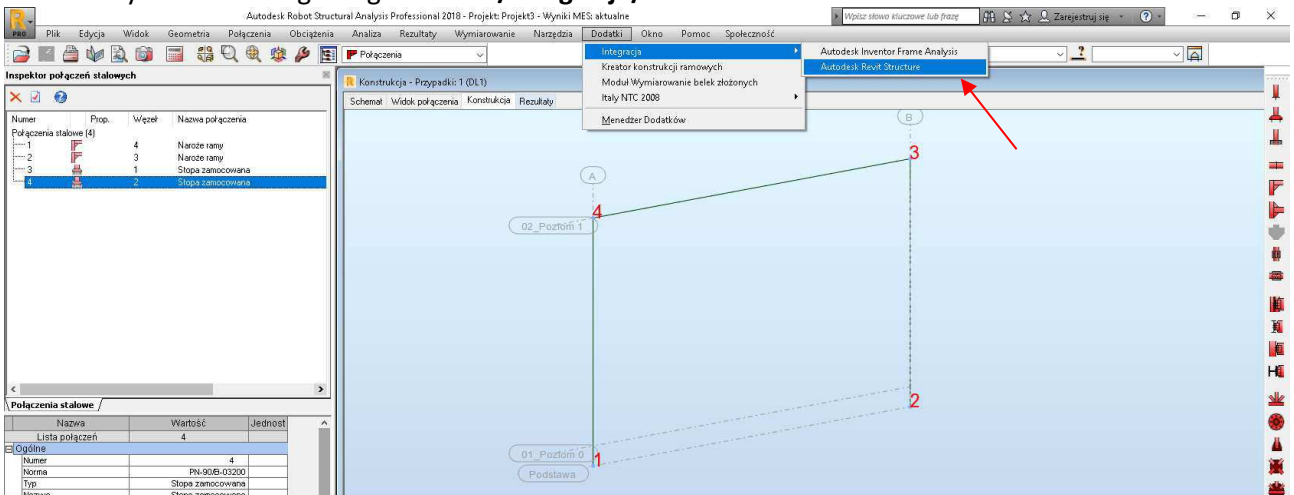 Autodesk Robot Structural Analysis Professional 2018 - Projekt: Projekt3 - Wyniki MES: aktualne
Wpisz słowo kluczowe lub frazę
Zarejestruj się
PRO Plik Edycja Widok Geometria Połączenia Obciążenia Analiza Rezultaty Wymiarowanie Narzędzia Dodatki Okno Pomoc Społeczność
Połączenia
Integracja
Kreator konstrukcji ramowych
Moduł Wymiarowanie belek złożonych
Italy NTC 2008
Menedżer Dodatków
Autodesk Inventor Frame Analysis
Autodesk Revit Structure
Inspektor połączeń stalowych
Numer Prop. Węzeł Nazwa połączenia
Połączenia stalowe (4)
1 4 Naroże ramy
2 3 Naroże ramy
3 1 Stopa zamocowana
4 2 Stopa zamocowana
Połączenia stalowe
Nazwa Wartość Jednost
Lista połączeń 4
Ogólne
Numer 4
Norma PN-90/B-03200
Typ Stopa zamocowana
Nazwa Stopa zamocowana
Konstrukcja - Przypadki: 1 (DL1)
Schemat Widok połączenia Konstrukcja Rezultaty
B
3
A
4
02_Poziom 1
2
01_Poziom 0
1
Podstawa